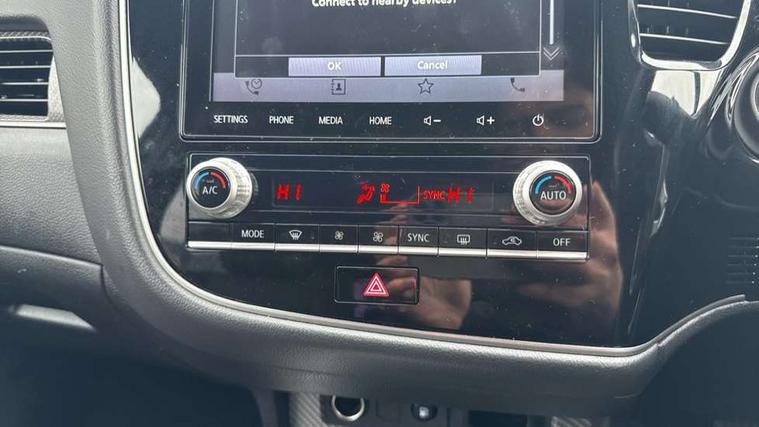 Connect to nearby devices?
OK Cancel
SETTINGS PHONE MEDIA HOME - +
A/C HI SYNC HI AUTO
MODE SYNC OFF